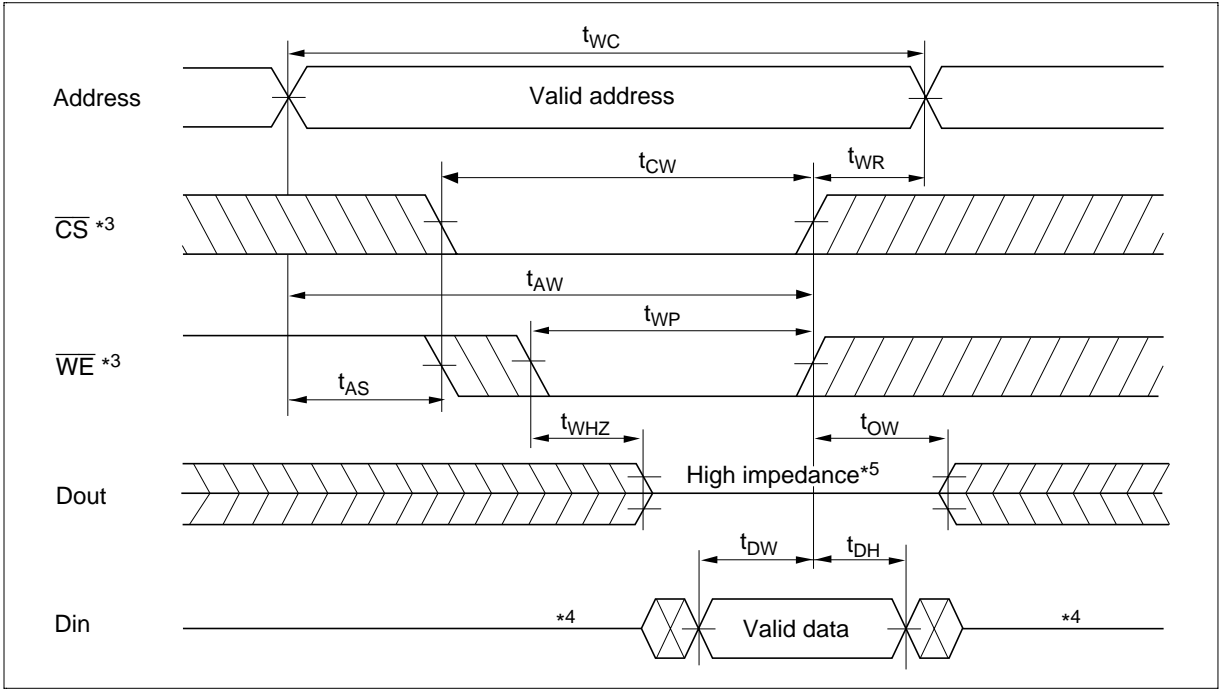 tWC
Address
Valid address
tCW
tWR
CS *3
tAW
tWP
WE *3
tAS
tWHZ
tOW
High impedance*5
Dout
tDW
tDH
Din
*4
Valid data
*4